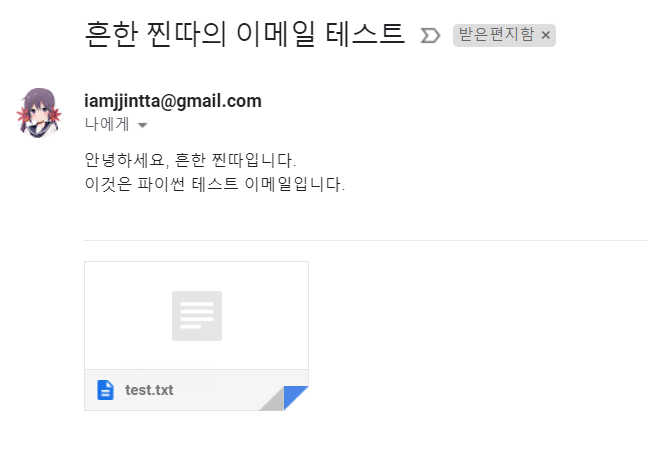 흔한 찐따의 이메일 테스트 받은편지함 ×
iamjjintta@gmail.com
나에게
안녕하세요, 흔한 찐따입니다.
이것은 파이썬 테스트 이메일입니다.
test.txt